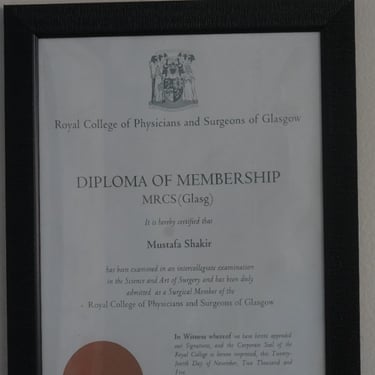 Royal College of Physicians and Surgeons of Glasgow
DIPLOMA OF MEMBERSHIP
MRCS(Glasg)
It is hereby certified that
Mustafa Shakir
has been examined in an intercollegiate examination
in the Science and Art of Surgery and has been duly
admitted as a Surgical Member of the
Royal College of Physicians and Surgeons of Glasgow
In Witness whereof we have hereto appended
our Signatures, and the Corporate Seal of the
Royal College is hereto impressed, this Twenty-
fourth Day of November, Two Thousand and
Five